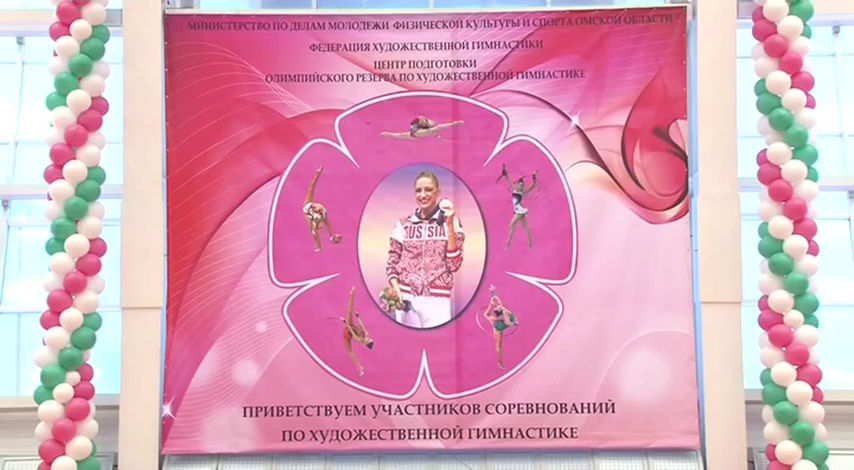 МИНИСТЕРСТВО ПО ДЕЛАМ МОЛОДЕЖИ ФИЗИЧЕСКОЙ КУЛЬТУРЫ И СПОРТА ОМСКОЙ ОБЛАСТИ
ФЕДЕРАЦИЯ ХУДОЖЕСТВЕННОЙ ГИМНАСТИКИ
ЦЕНТР ПОДГОТОВКИ
ОЛИМПИЙСКОГО РЕЗЕРВА ПО ХУДОЖЕСТВЕННОЙ ГИМНАСТИКЕ
RUSSIA
ПРИВЕТСТВУЕМ УЧАСТНИКОВ СОРЕВНОВАНИЙ
ПО ХУДОЖЕСТВЕННОЙ ГИМНАСТИКЕ